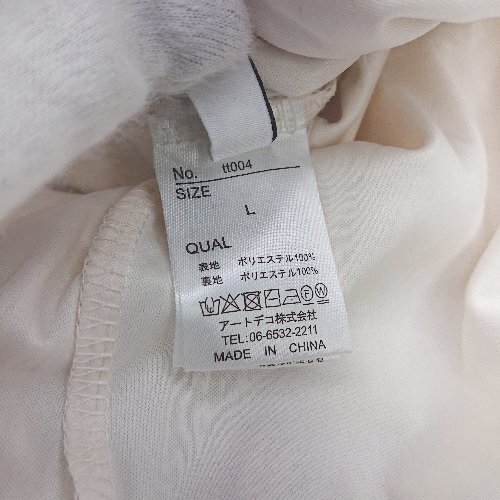 No. tt004
SIZE
L
QUAL
表地 ポリエステル100%
裏地 ポリエステル100%
アートデコ株式会社
TEL:06-6532-2211
MADE IN CHINA